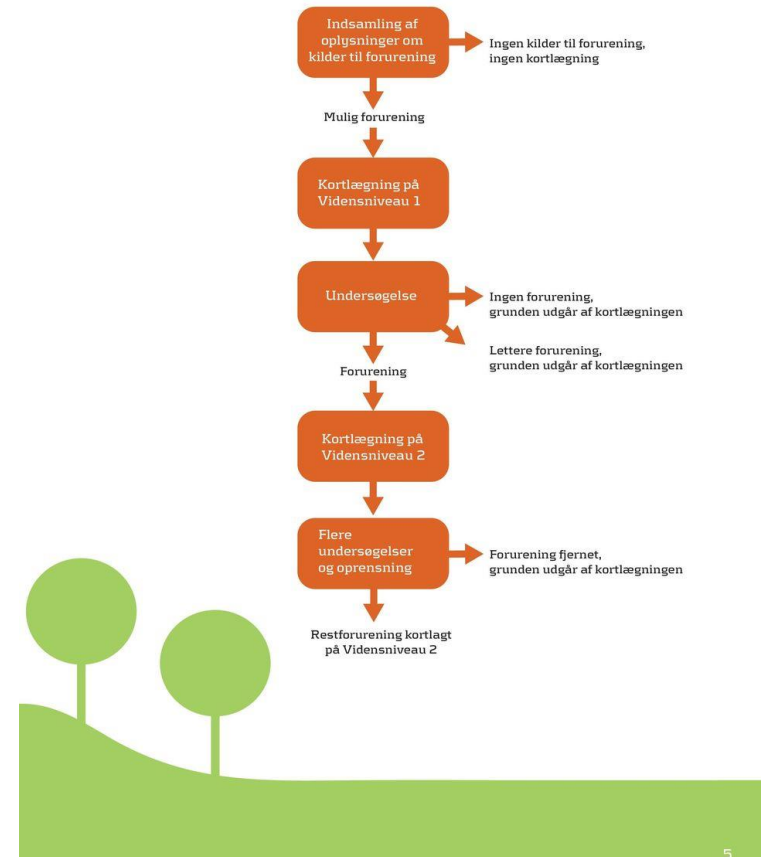 Indsamling af
oplysninger om
kilder til forurening
Ingen kilder til forurening,
ingen kortlægning
Mulig forurening
Kortlægning på
Vidensniveau 1
Undersøgelse
Ingen forurening,
grunden udgår af kortlægningen
Lettere forurening,
grunden udgår af kortlægningen
Forurening
Kortlægning på
Vidensniveau 2
Flere
undersøgelser
og oprensning
Forurening fjernet,
grunden udgår af kortlægningen
Restforurening kortlagt
på Vidensniveau 2
5